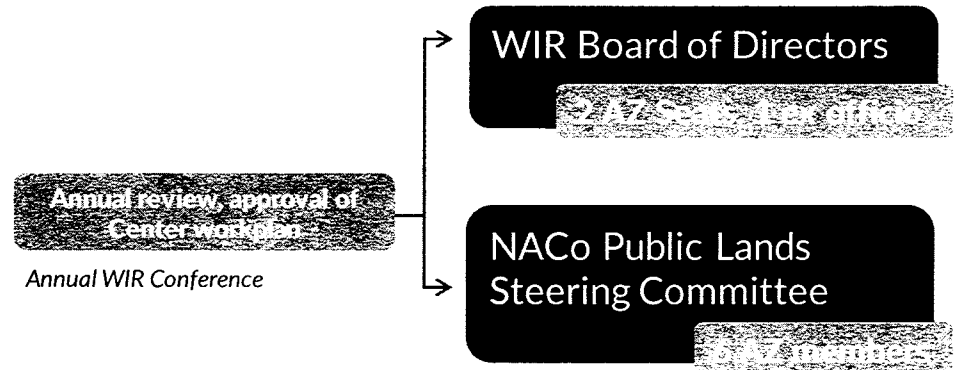 WIR Board of Directors
2 AZ Seats, 1 ex officio
Annual review, approval of
Center workplan
Annual WIR Conference
NACo Public Lands
Steering Committee
6 AZ members